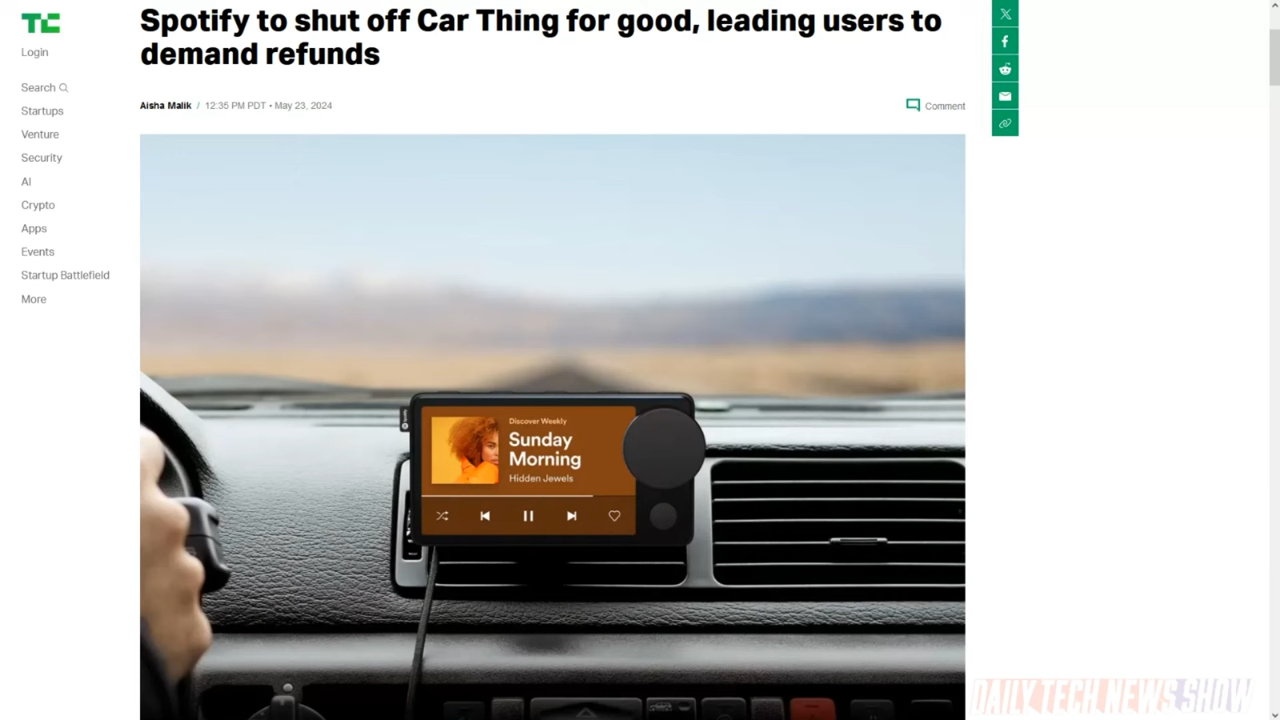 TC
Login
Search
Startups
Venture
Security
AI
Crypto
Apps
Events
Startup Battlefield
More
Spotify to shut off Car Thing for good, leading users to
demand refunds
Aisha Malik / 12:35 PM PDT • May 23, 2024
Comment
Discover Weekly
Sunday
Morning
Hidden Jewels
DAILY TECH NEWS SHOW